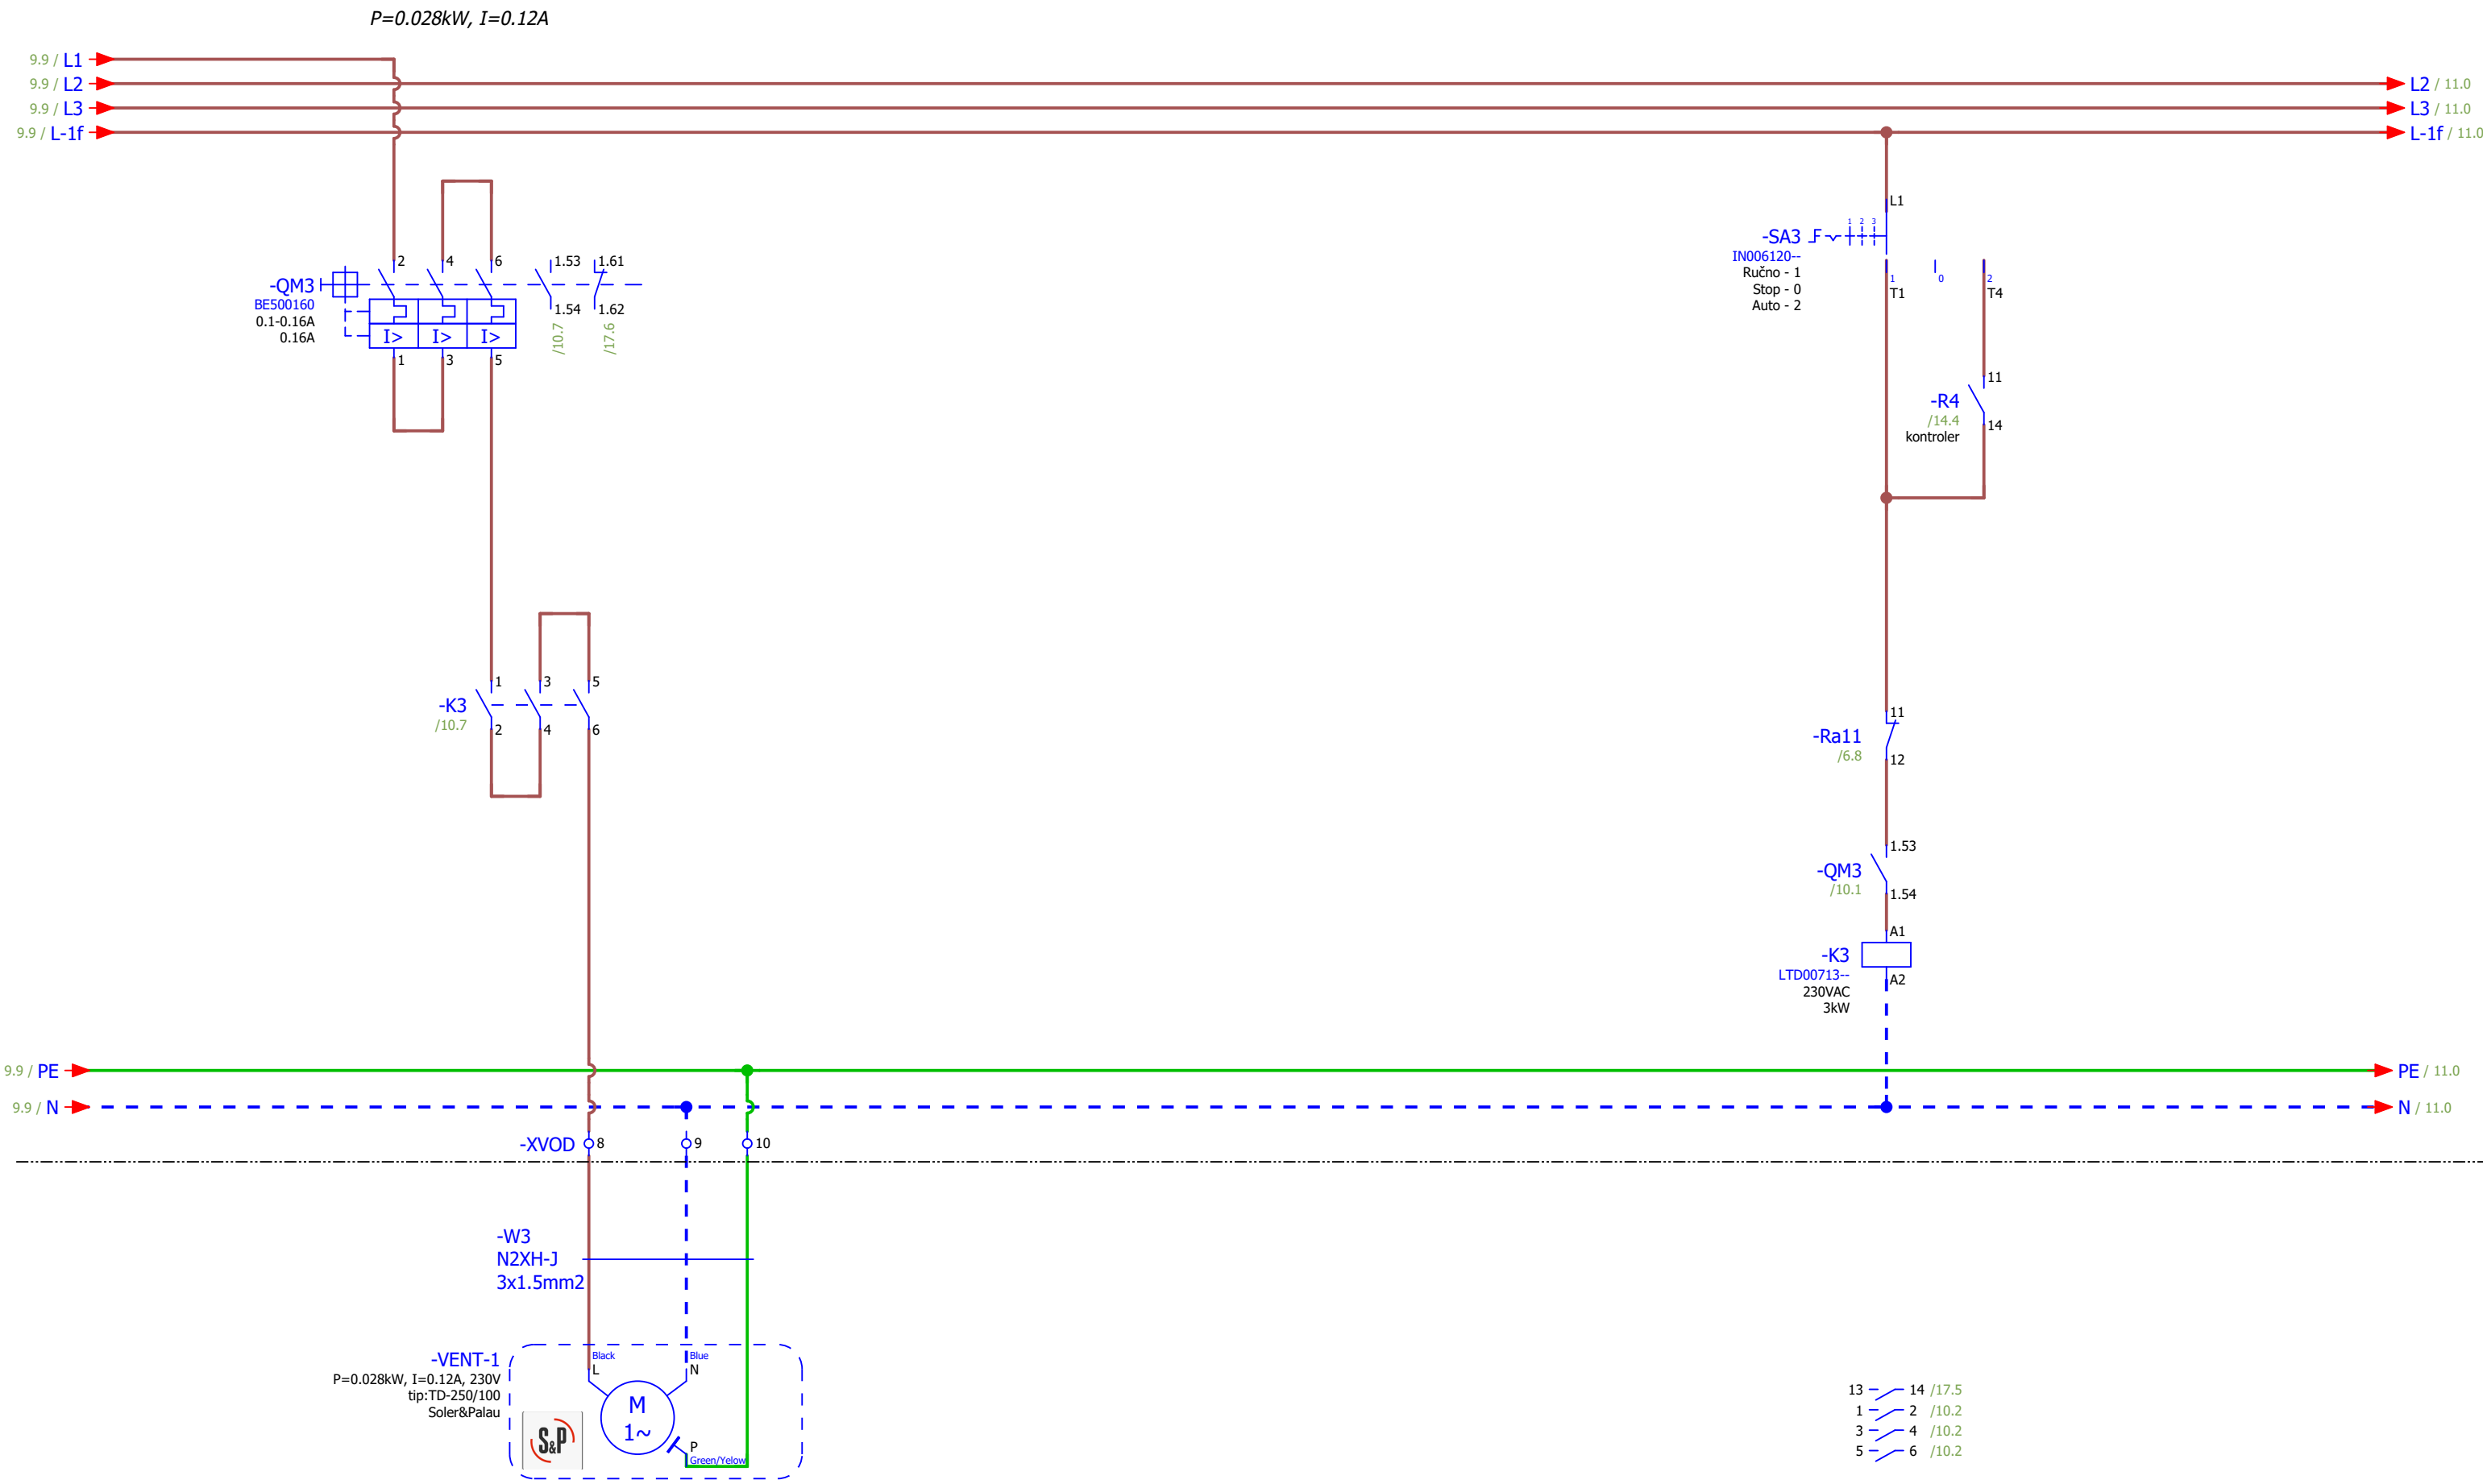 P=0.028kW, I=0.12A
9.9 / L1
9.9 / L2
L2 / 11.0
9.9 / L3
L3 / 11.0
9.9 / L-1f
L-1f / 11.0
L1
1 2 3
-SA3
IN006120--
Ručno - 1
Stop - 0
Auto - 2
1
0
2
T1
T4
2
4
6
1.53
1.61
-QM3
BE500160
0.1-0.16A
0.16A
I>
I>
I>
1.54
1.62
/10.7
/17.6
1
3
5
11
-R4
/14.4
kontroler
14
1
3
5
-K3
/10.7
2
4
6
11
-Ra11
/6.8
12
1.53
-QM3
/10.1
1.54
A1
-K3
LTD00713--
230VAC
3kW
A2
9.9 / PE
PE / 11.0
9.9 / N
N / 11.0
-XVOD
8
9
10
-W3
N2XH-J
3x1.5mm2
-VENT-1
P=0.028kW, I=0.12A, 230V
tip:TD-250/100
Soler&Palau
Black
L
Blue
N
M
1~
S&P
P
Green/Yelow
13
14 /17.5
1
2 /10.2
3
4 /10.2
5
6 /10.2